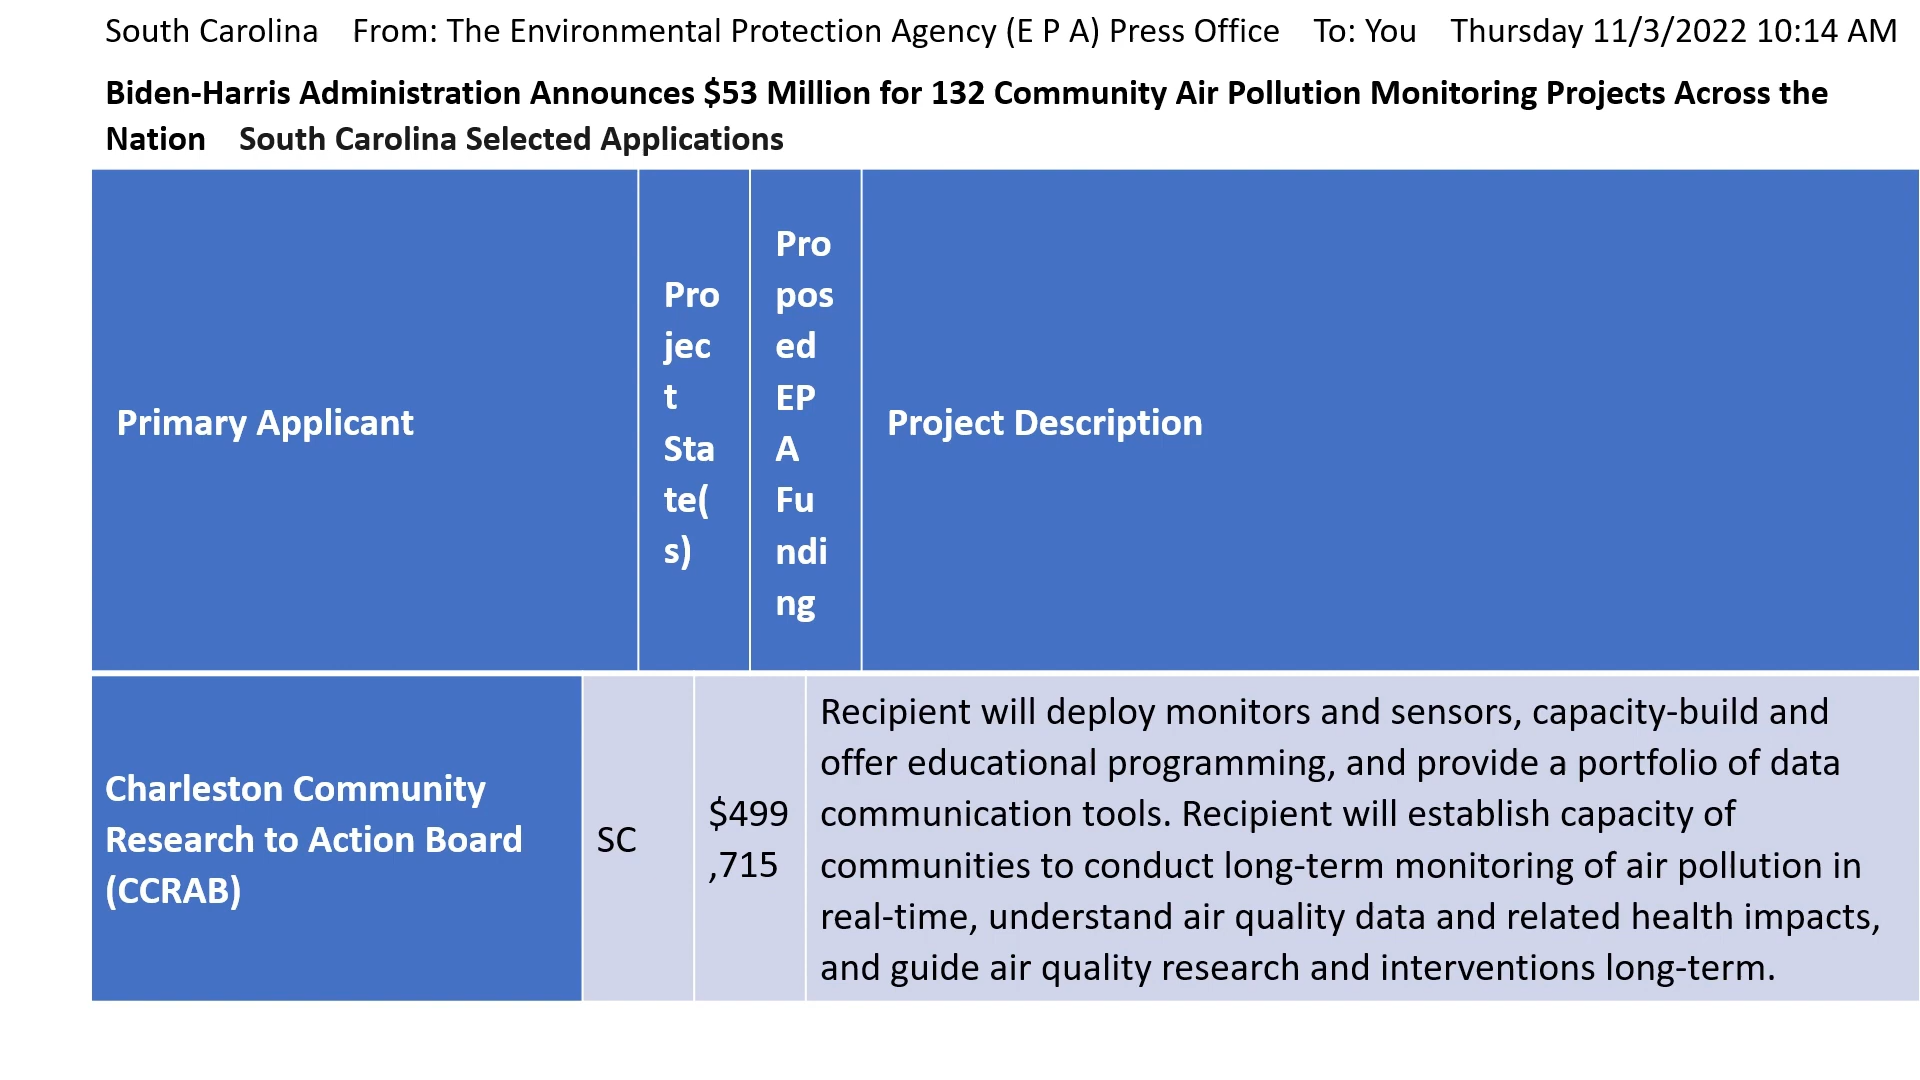 South Carolina From: The Environmental Protection Agency (E P A) Press Office To: You Thursday 11/3/2022 10:14 AM
Biden-Harris Administration Announces $53 Million for 132 Community Air Pollution Monitoring Projects Across the
Nation South Carolina Selected Applications
Primary Applicant
Pro
jec
t
Sta
te(
s)
Pro
pos
ed
EP
A
Fu
ndi
ng
Project Description
Charleston Community
Research to Action Board
(CCRAB)
SC
$499
,715
Recipient will deploy monitors and sensors, capacity-build and
offer educational programming, and provide a portfolio of data
communication tools. Recipient will establish capacity of
communities to conduct long-term monitoring of air pollution in
real-time, understand air quality data and related health impacts,
and guide air quality research and interventions long-term.